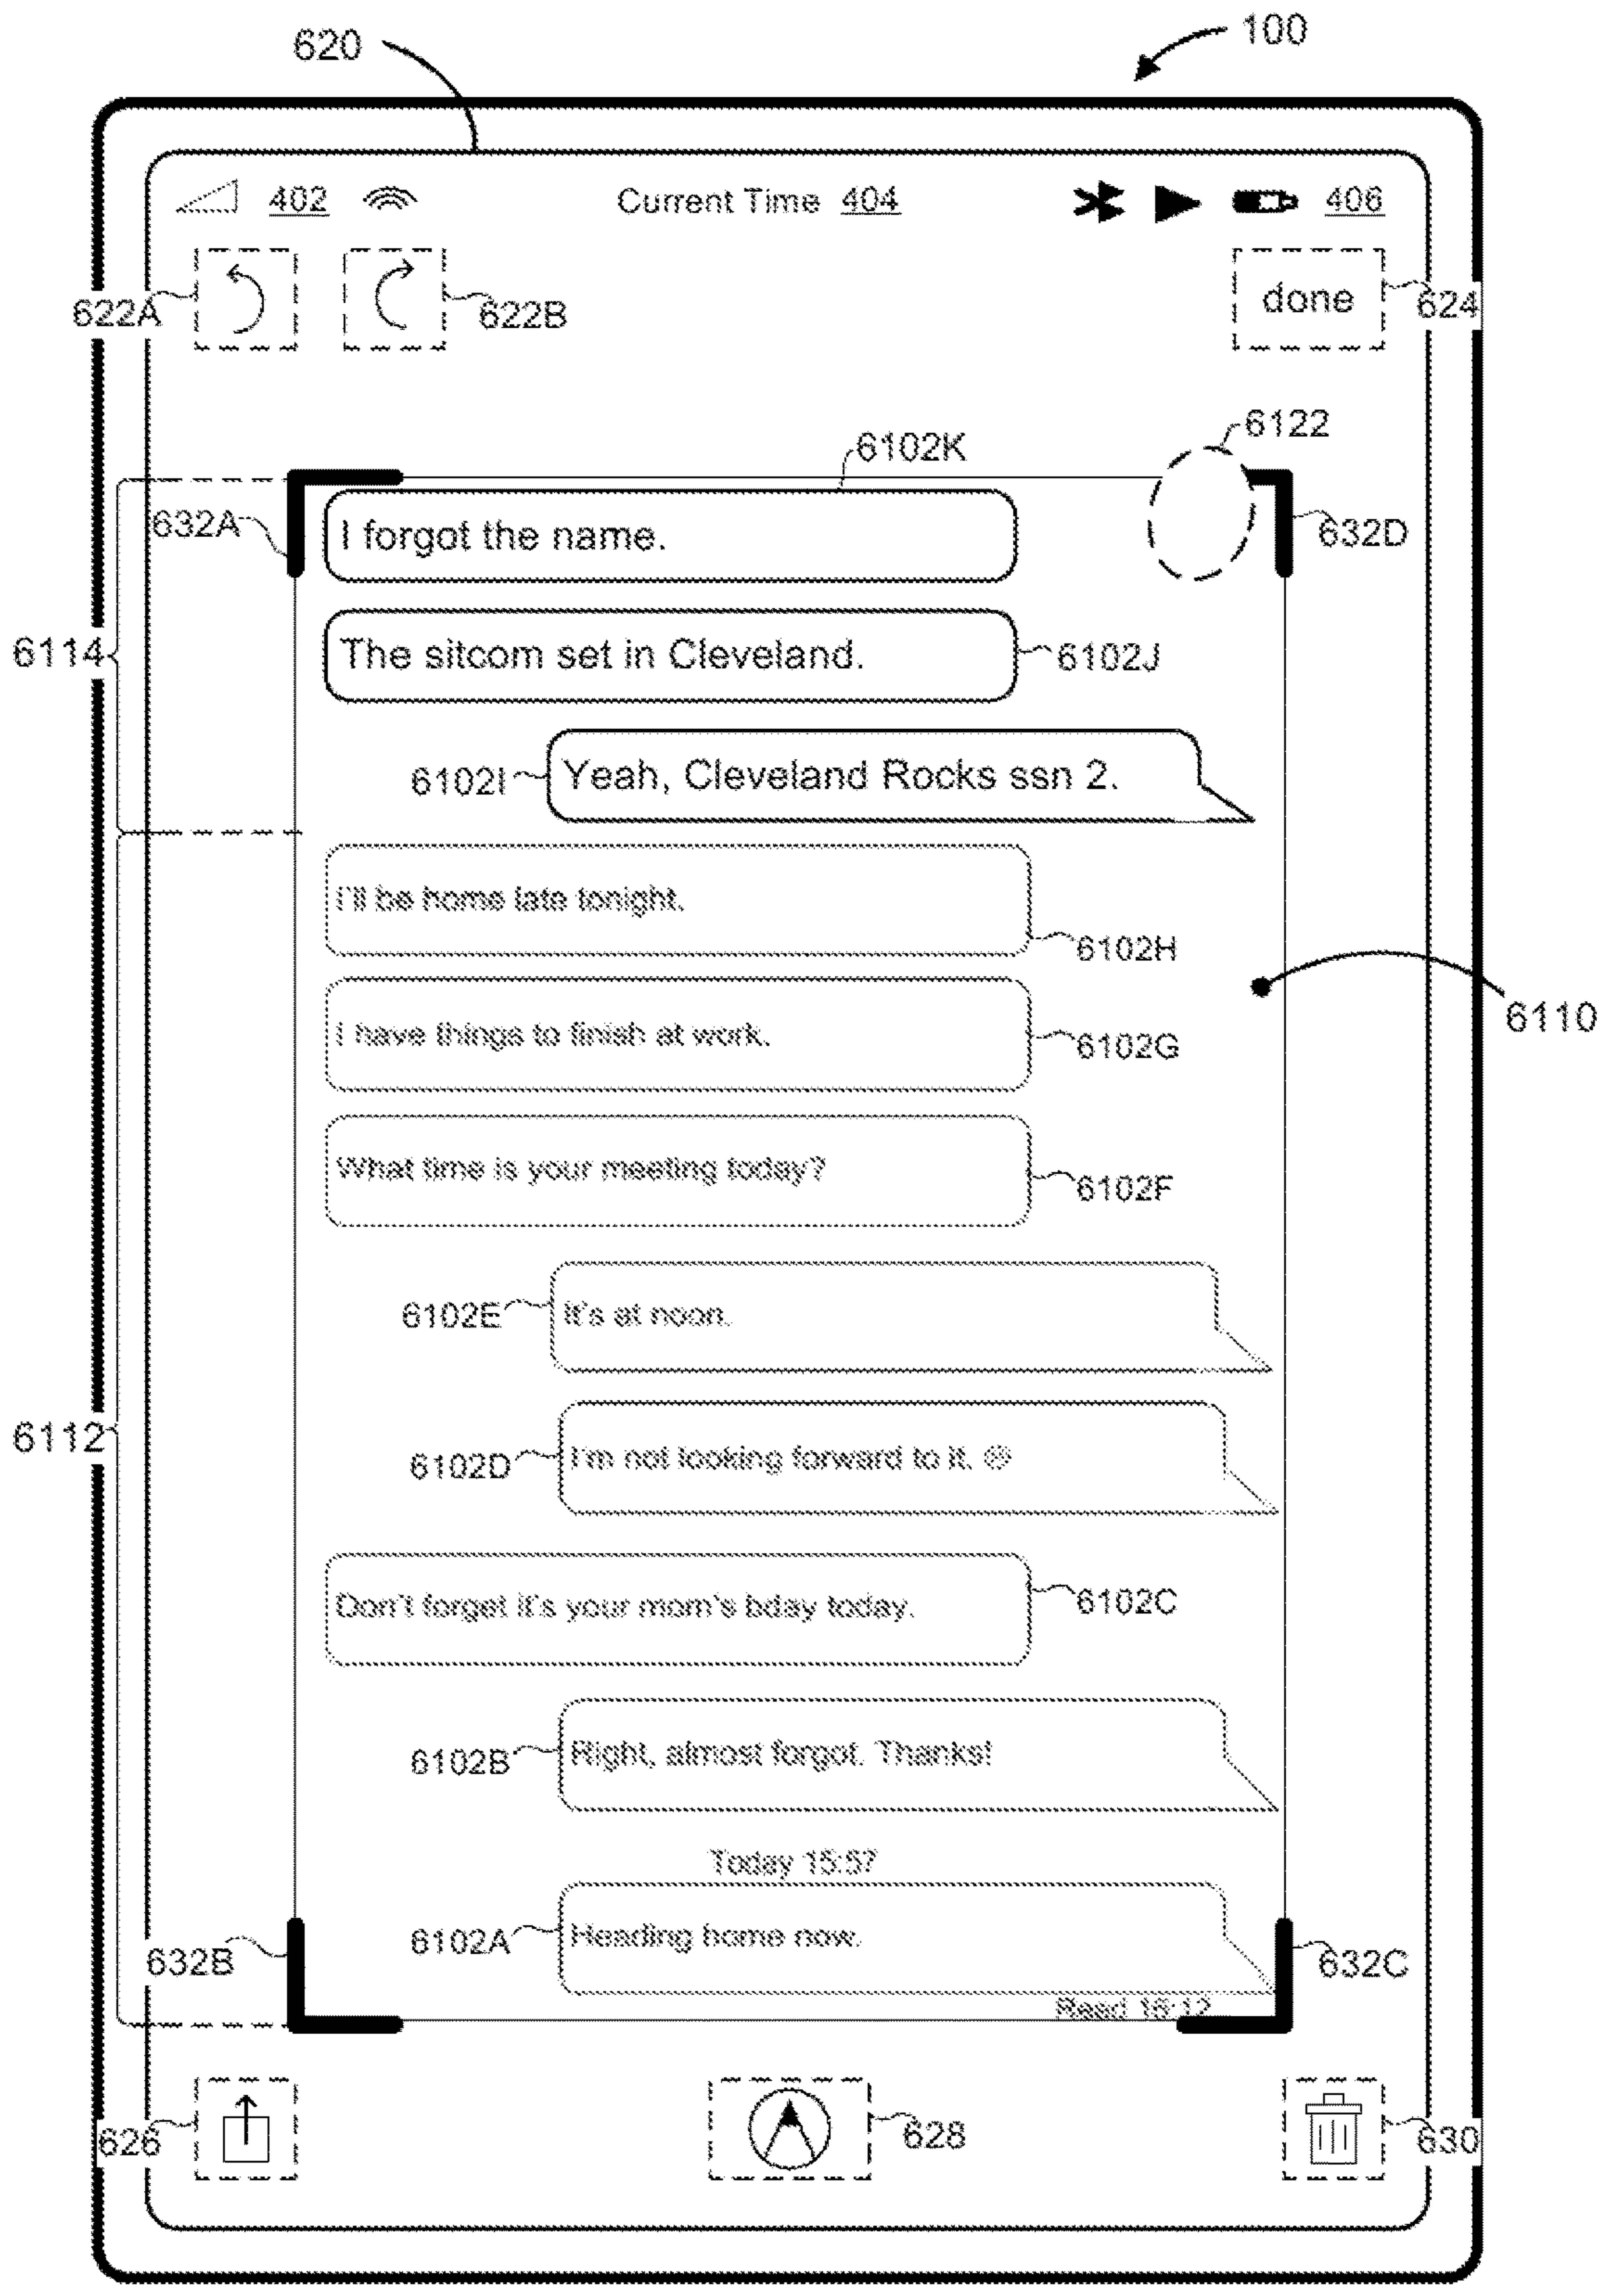 620
100
402 Current Time 404 406
622A 622B done 624
6122
6102K
632A I forgot the name. 632D
6114 The sitcom set in Cleveland. 6102J
6102I Yeah, Cleveland Rocks ssn 2.
I'll be home late tonight.
6102H
6110
I have things to finish at work. 6102G
What time is your meeting today? 6102F
6102E It's at noon.
6112
6102D I'm not looking forward to it. ☹
Don't forget it's your mom's bday today. 6102C
6102B Right, almost forgot. Thanks!
Today 15:57
6102A Heading home now.
632B 632C
Read 16:12
626 628 630